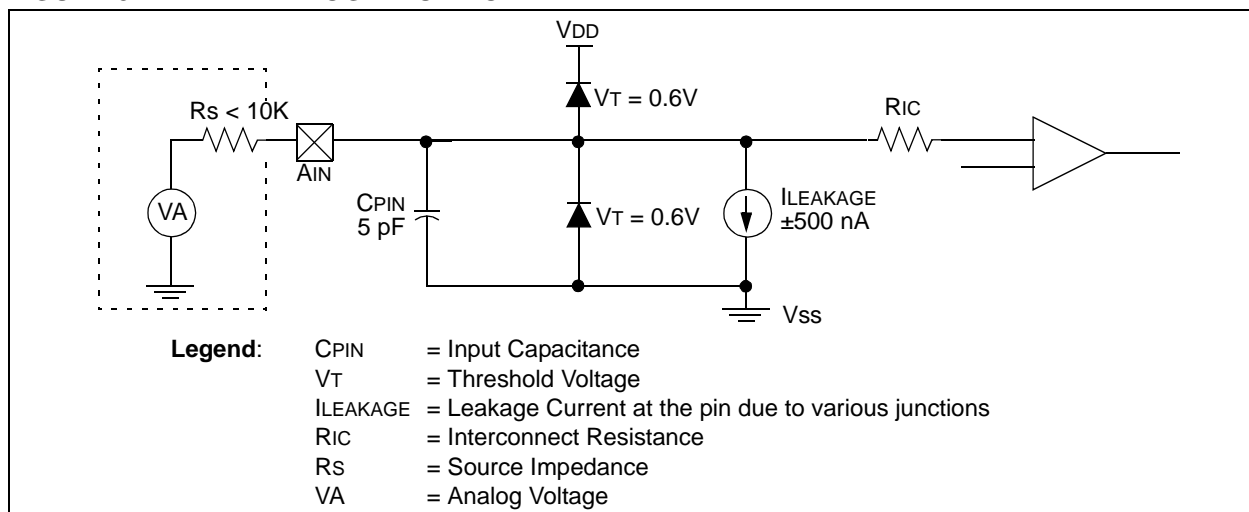 VDD
VT = 0.6V
RS < 10K
RIC
AIN
CPIN
5 pF
VA
VT = 0.6V
ILEAKAGE
±500 nA
VSS
Legend: CPIN = Input Capacitance
VT = Threshold Voltage
ILEAKAGE = Leakage Current at the pin due to various junctions
RIC = Interconnect Resistance
RS = Source Impedance
VA = Analog Voltage